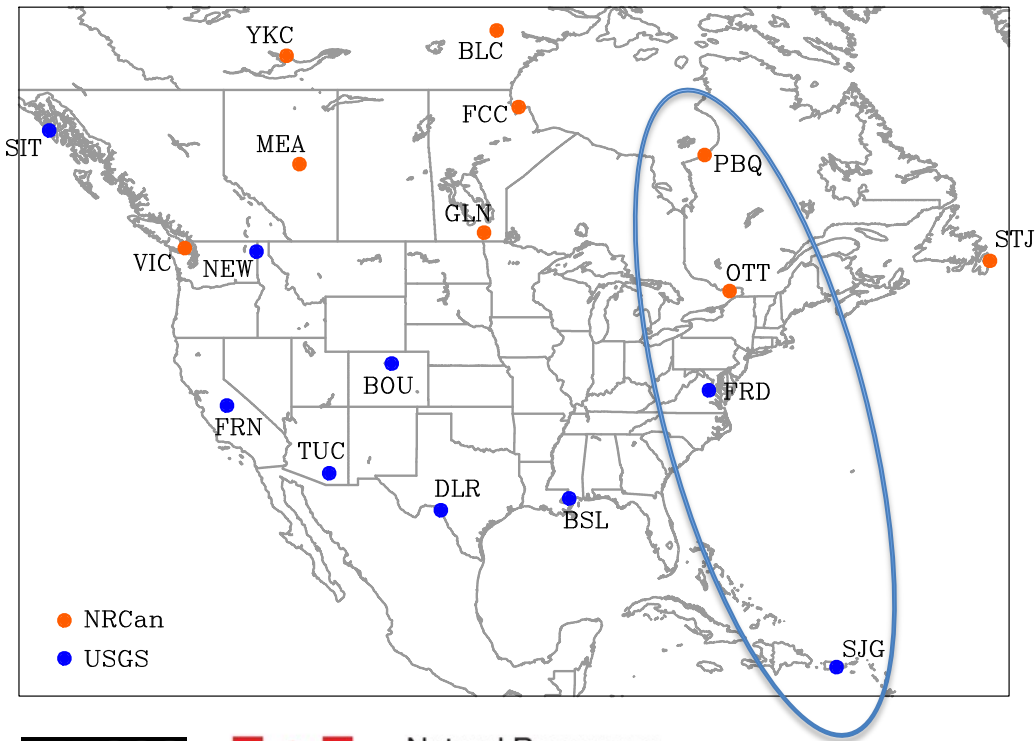 YKC
BLC
FCC
SIT
MEA
PBQ
GLN
STJ
VIC
NEW
OTT
BOU
FRD
FRN
TUC
DLR
BSL
NRCan
SJG
USGS